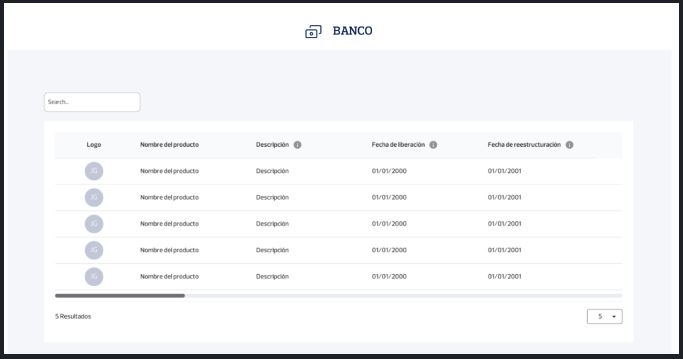 BANCO
Search...
Logo Nombre del producto Descripción Fecha de liberación Fecha de reestructuración
JG Nombre del producto Descripción 01/01/2000 01/01/2001
JG Nombre del producto Descripción 01/01/2000 01/01/2001
JG Nombre del producto Descripción 01/01/2000 01/01/2001
JG Nombre del producto Descripción 01/01/2000 01/01/2001
JG Nombre del producto Descripción 01/01/2000 01/01/2001
5 Resultados 5